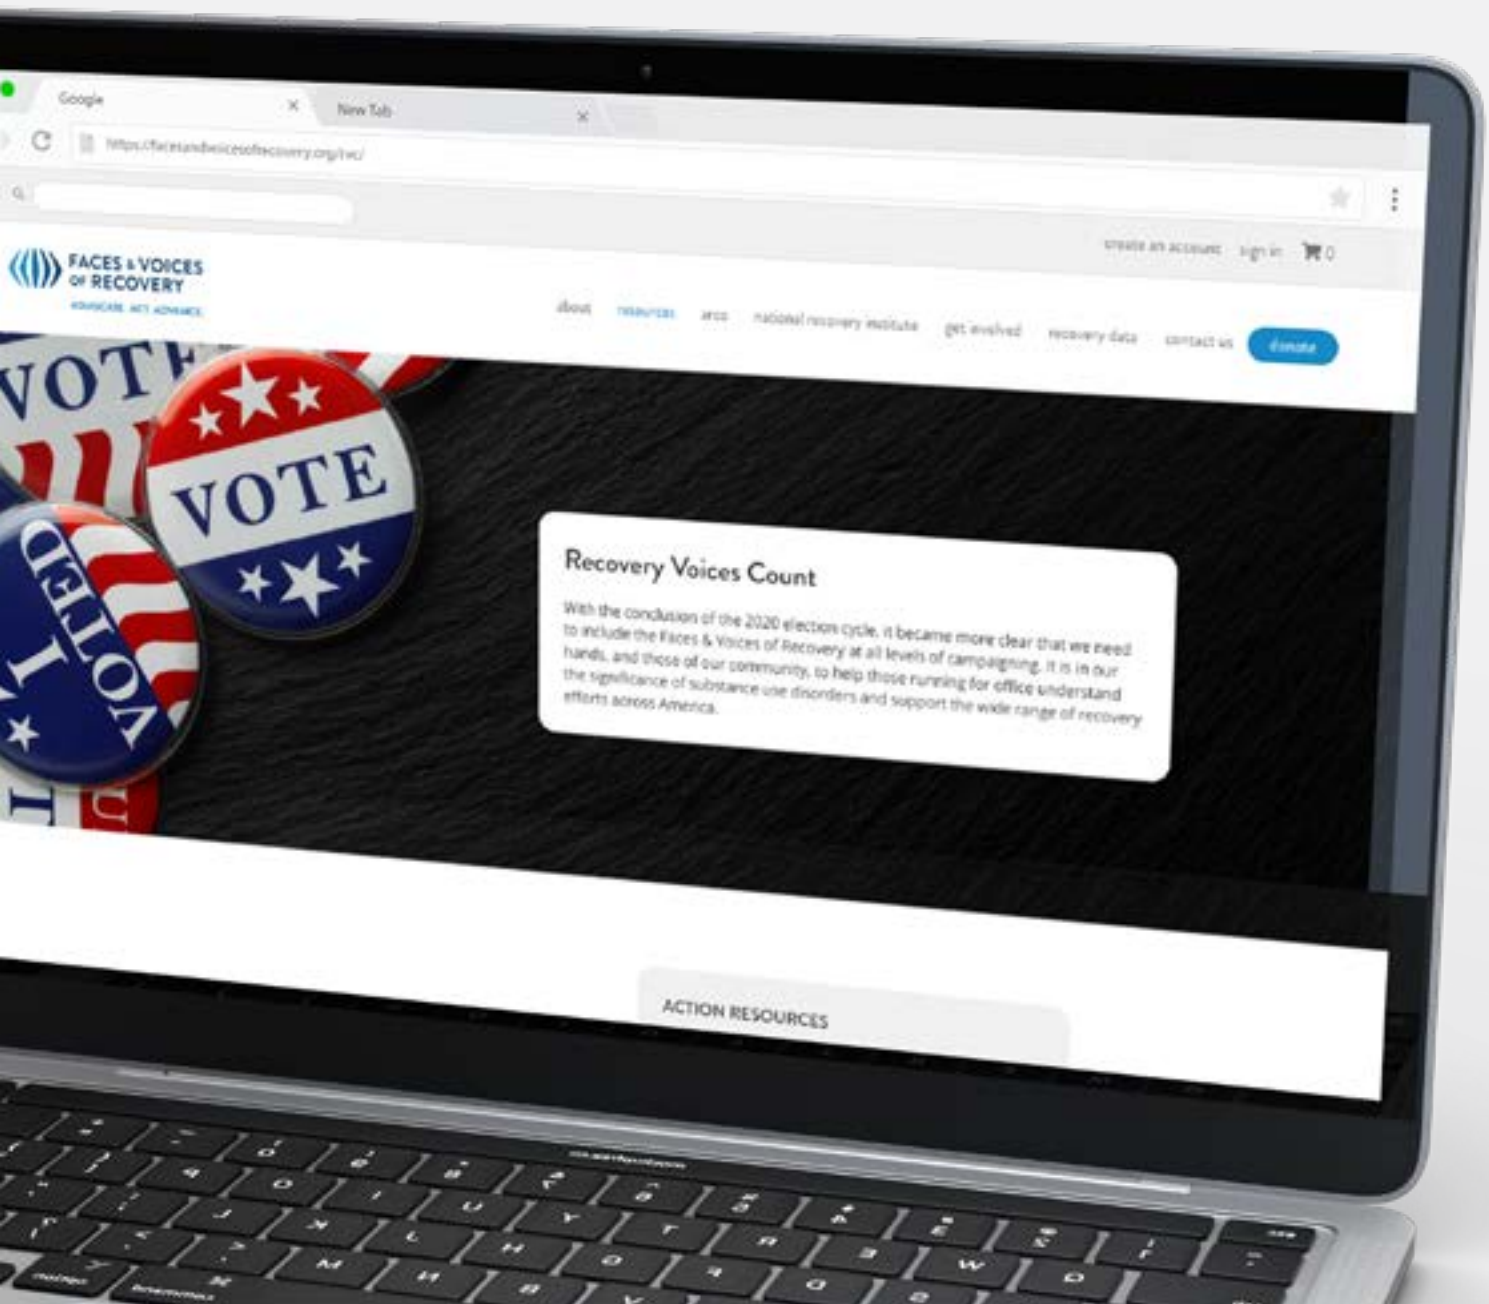 Google
New Tab
https://facesandvoicesofrecovery.org/rvc/
create an account sign in 0
FACES & VOICES
OF RECOVERY
ADVOCATE. ACT. ADVANCE.
about resources arco national recovery institute get involved recovery data contact us donate
VOTE
VOTE
I VOTED
Recovery Voices Count
With the conclusion of the 2020 election cycle, it became more clear that we need
to include the Faces & Voices of Recovery at all levels of campaigning. It is in our
hands, and those of our community, to help those running for office understand
the significance of substance use disorders and support the wide range of recovery
efforts across America.
ACTION RESOURCES